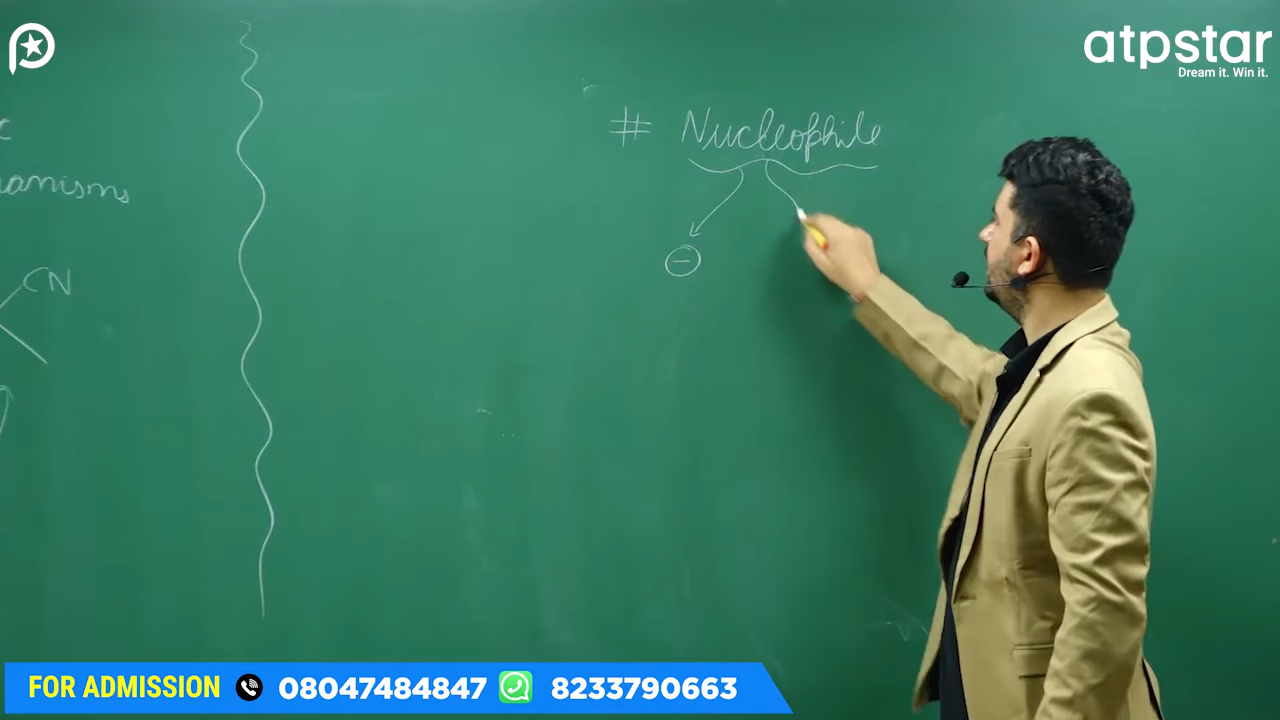 atpstar
Dream it. Win it.
# Nucleophile
⊖
CN
FOR ADMISSION 08047484847 8233790663